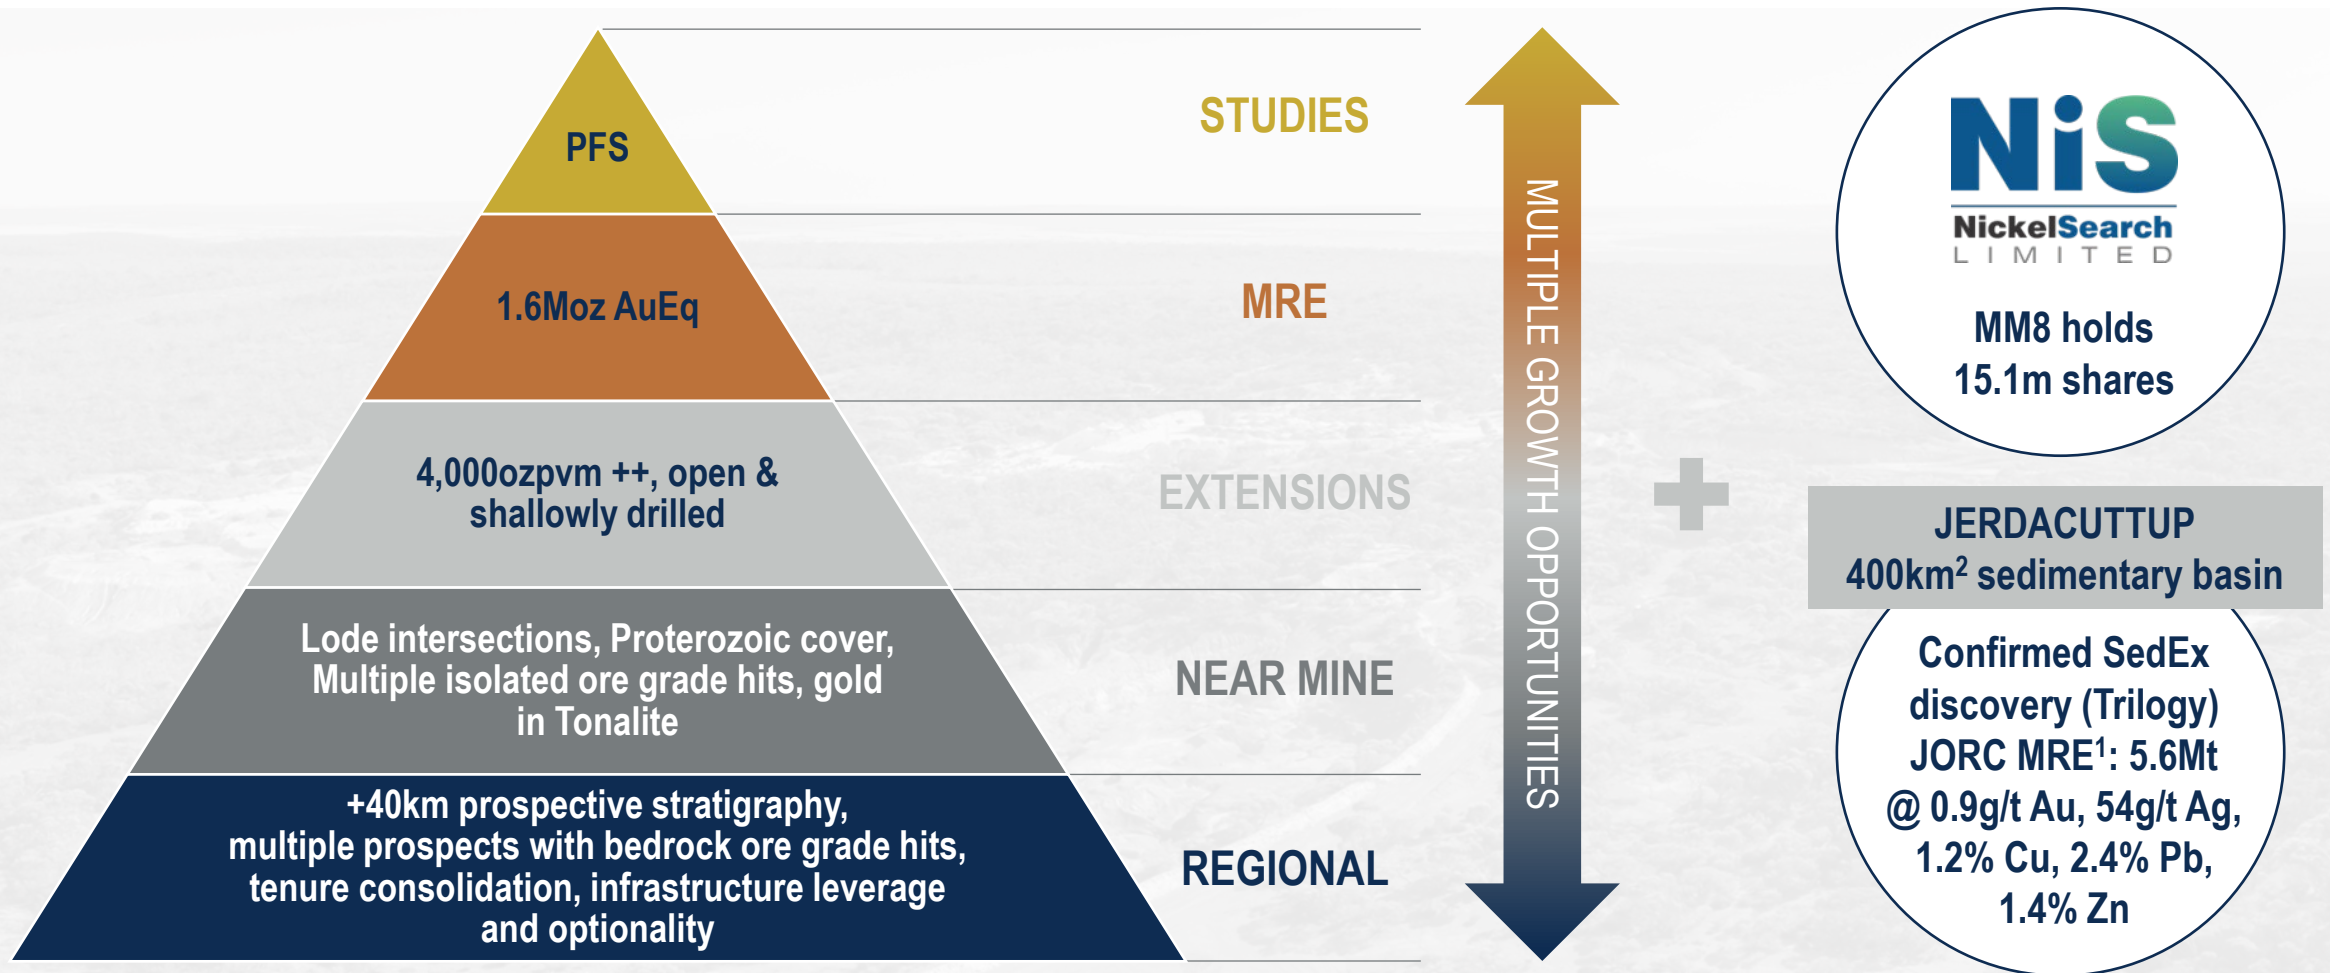 PFS
STUDIES
1.6Moz AuEq
MRE
4,000ozpvm ++, open &
shallowly drilled
EXTENSIONS
Lode intersections, Proterozoic cover,
Multiple isolated ore grade hits, gold
in Tonalite
NEAR MINE
+40km prospective stratigraphy,
multiple prospects with bedrock ore grade hits,
tenure consolidation, infrastructure leverage
and optionality
REGIONAL
MULTIPLE GROWTH OPPORTUNITIES
NiS
NickelSearch
LIMITED
MM8 holds
15.1m shares
JERDACUTTUP
400km² sedimentary basin
Confirmed SedEx
discovery (Trilogy)
JORC MRE¹: 5.6Mt
@ 0.9g/t Au, 54g/t Ag,
1.2% Cu, 2.4% Pb,
1.4% Zn